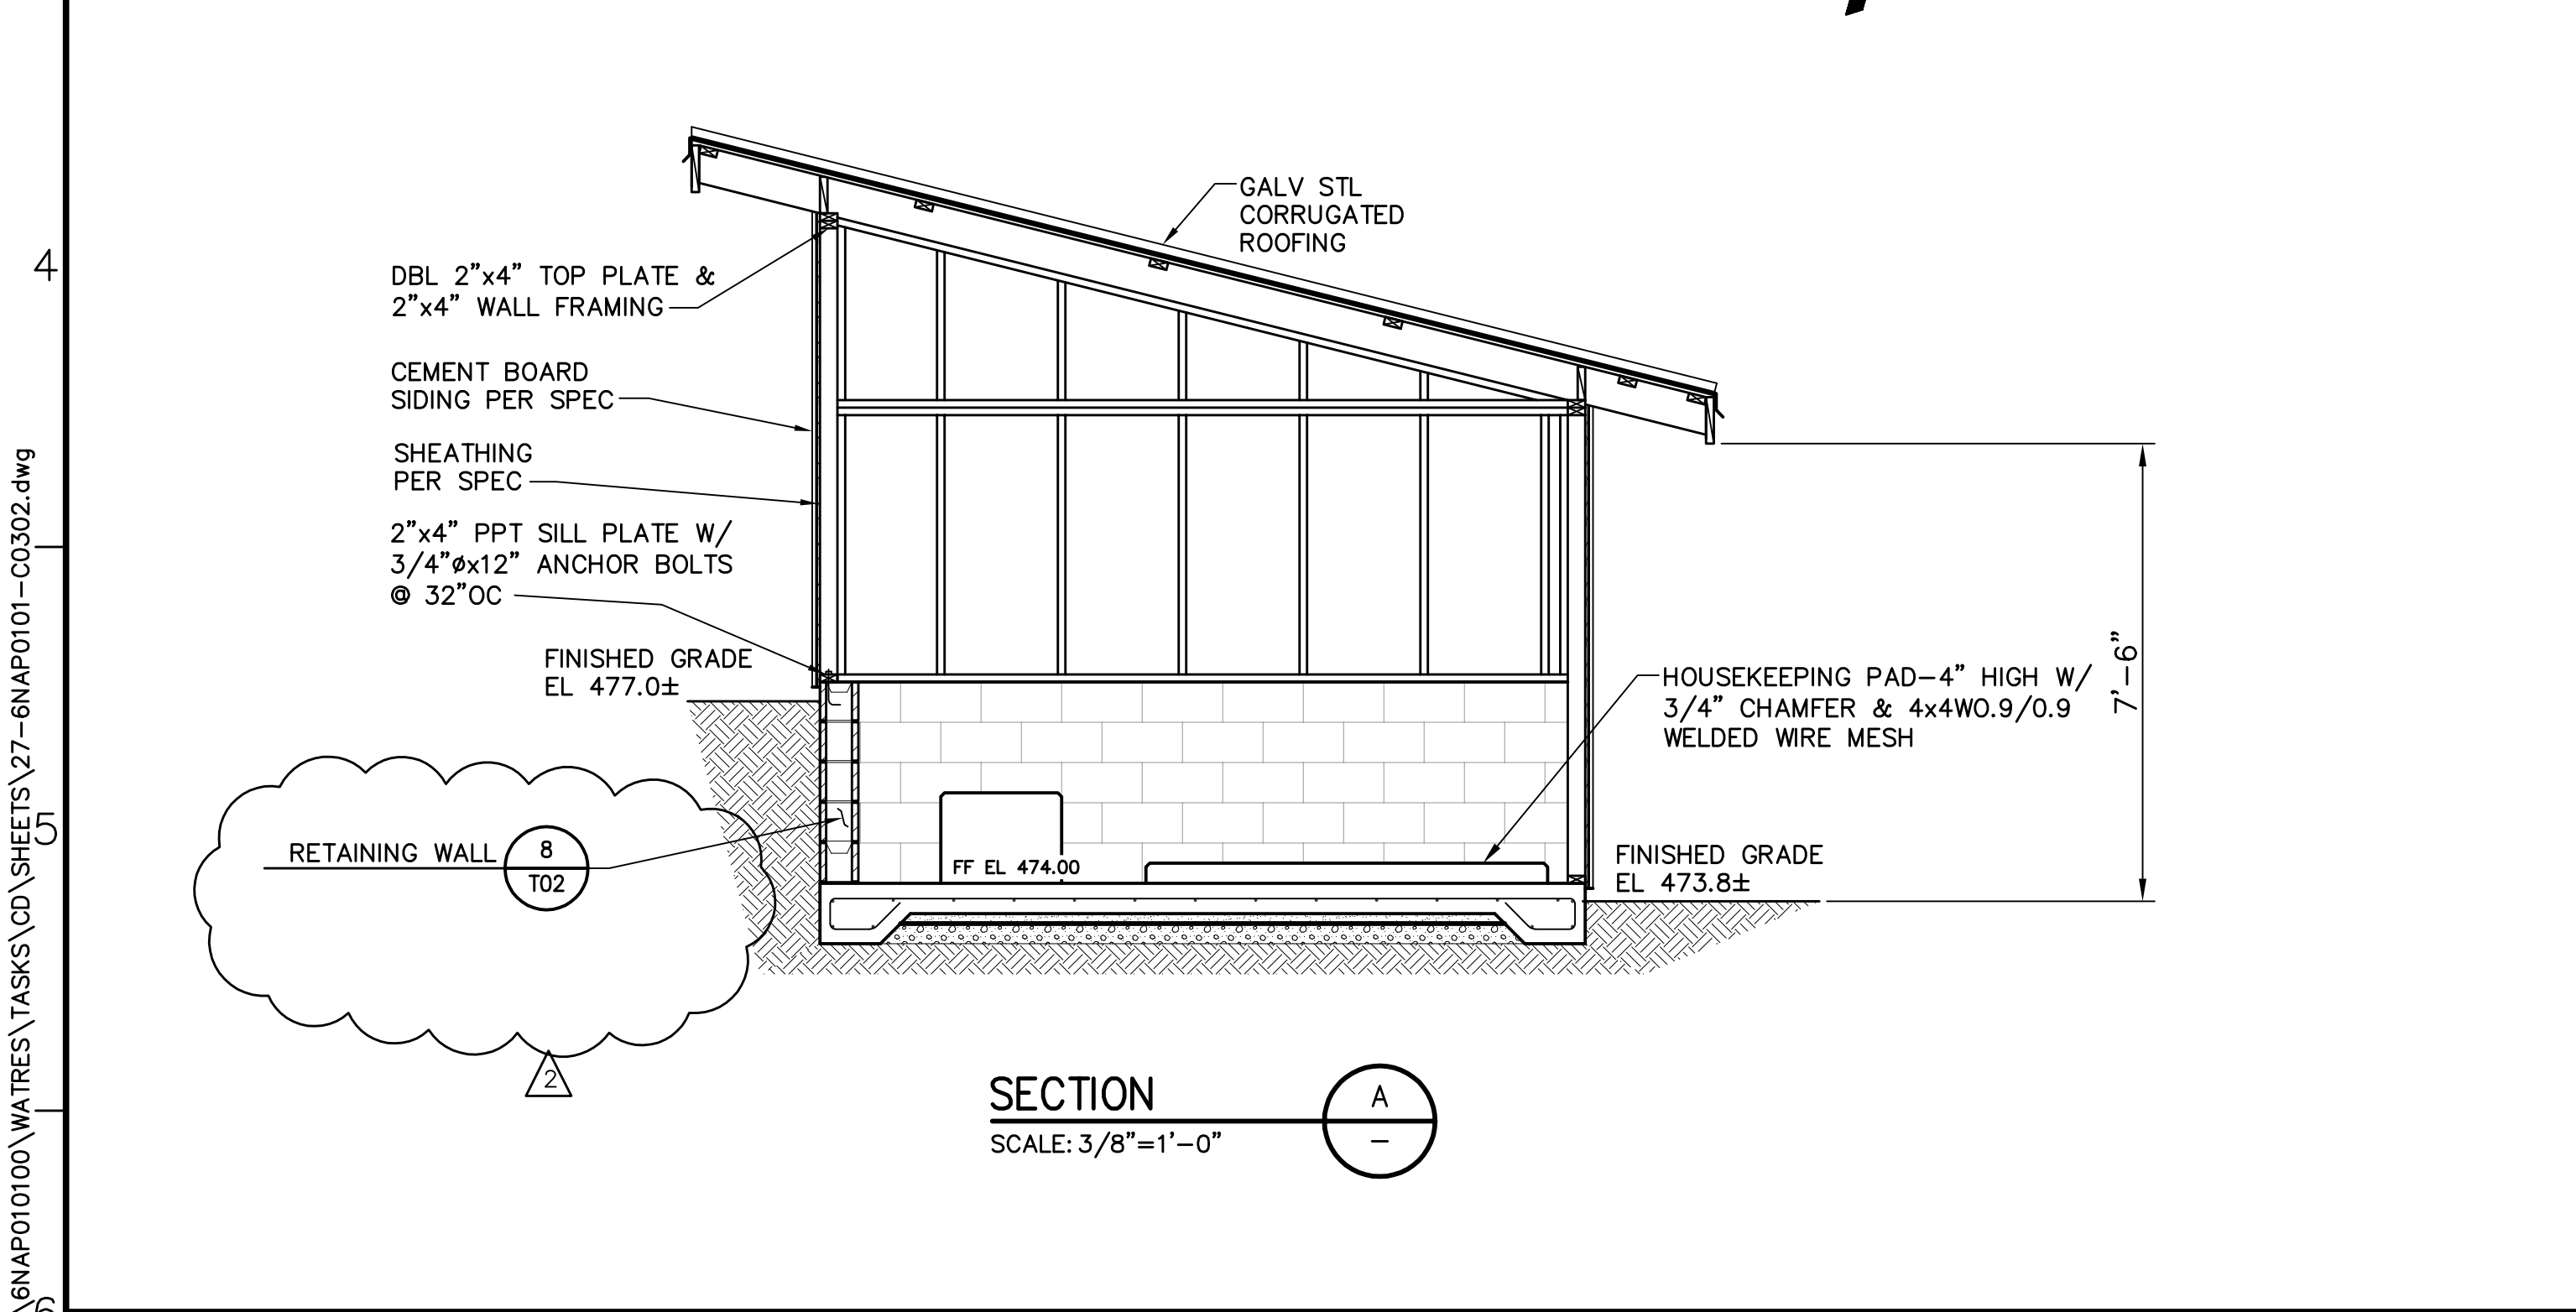 GALV STL
CORRUGATED
ROOFING
4
DBL 2”x4” TOP PLATE &
2”x4” WALL FRAMING
CEMENT BOARD
SIDING PER SPEC
SHEATHING
PER SPEC
2”x4” PPT SILL PLATE W/
3/4”øx12” ANCHOR BOLTS
@ 32”OC
FINISHED GRADE
EL 477.0±
HOUSEKEEPING PAD–4” HIGH W/
3/4” CHAMFER & 4x4W0.9/0.9
WELDED WIRE MESH
7’–6”
5
RETAINING WALL
8
T02
FF EL 474.00
FINISHED GRADE
EL 473.8±
2
SECTION
SCALE: 3/8”=1’–0”
A
–
\6NAP010100\WATRES\TASKS\CD\SHEETS\27–6NAP0101–C0302.dwg
6